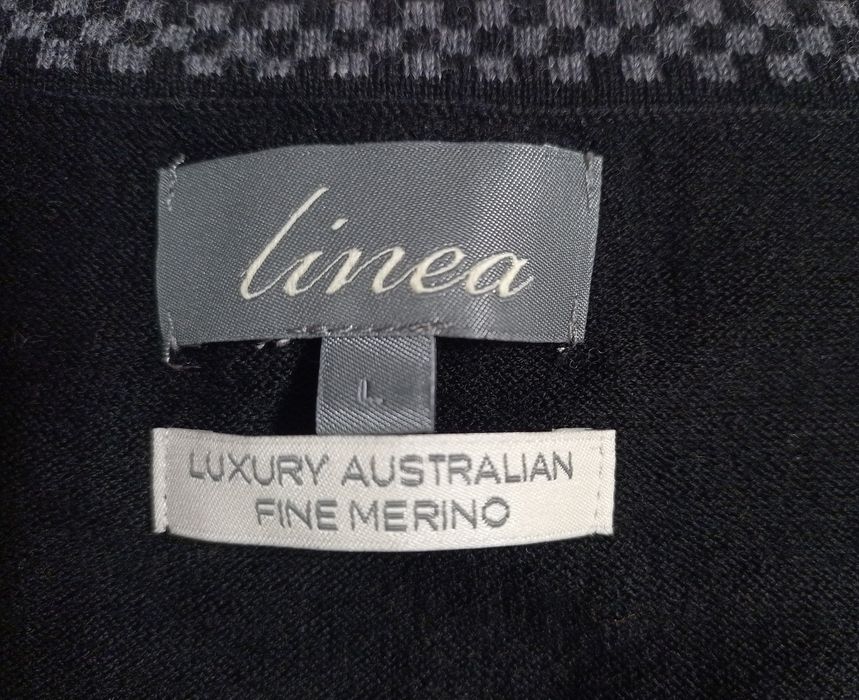 linea
L
LUXURY AUSTRALIAN
FINE MERINO